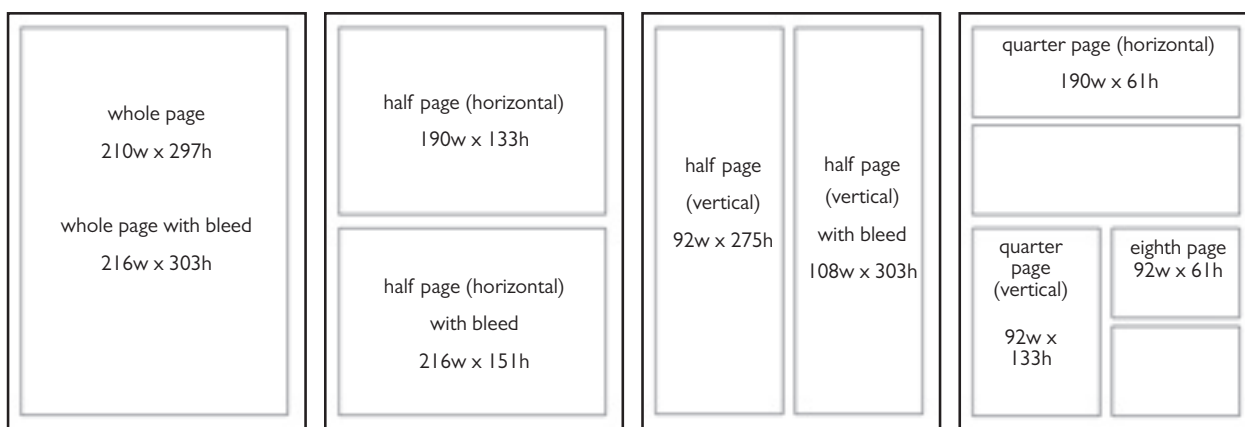 whole page
210w x 297h
whole page with bleed
216w x 303h
half page (horizontal)
190w x 133h
half page (horizontal)
with bleed
216w x 151h
half page
(vertical)
92w x 275h
half page
(vertical)
with bleed
108w x 303h
quarter page (horizontal)
190w x 61h
quarter
page
(vertical)
92w x
133h
eighth page
92w x 61h